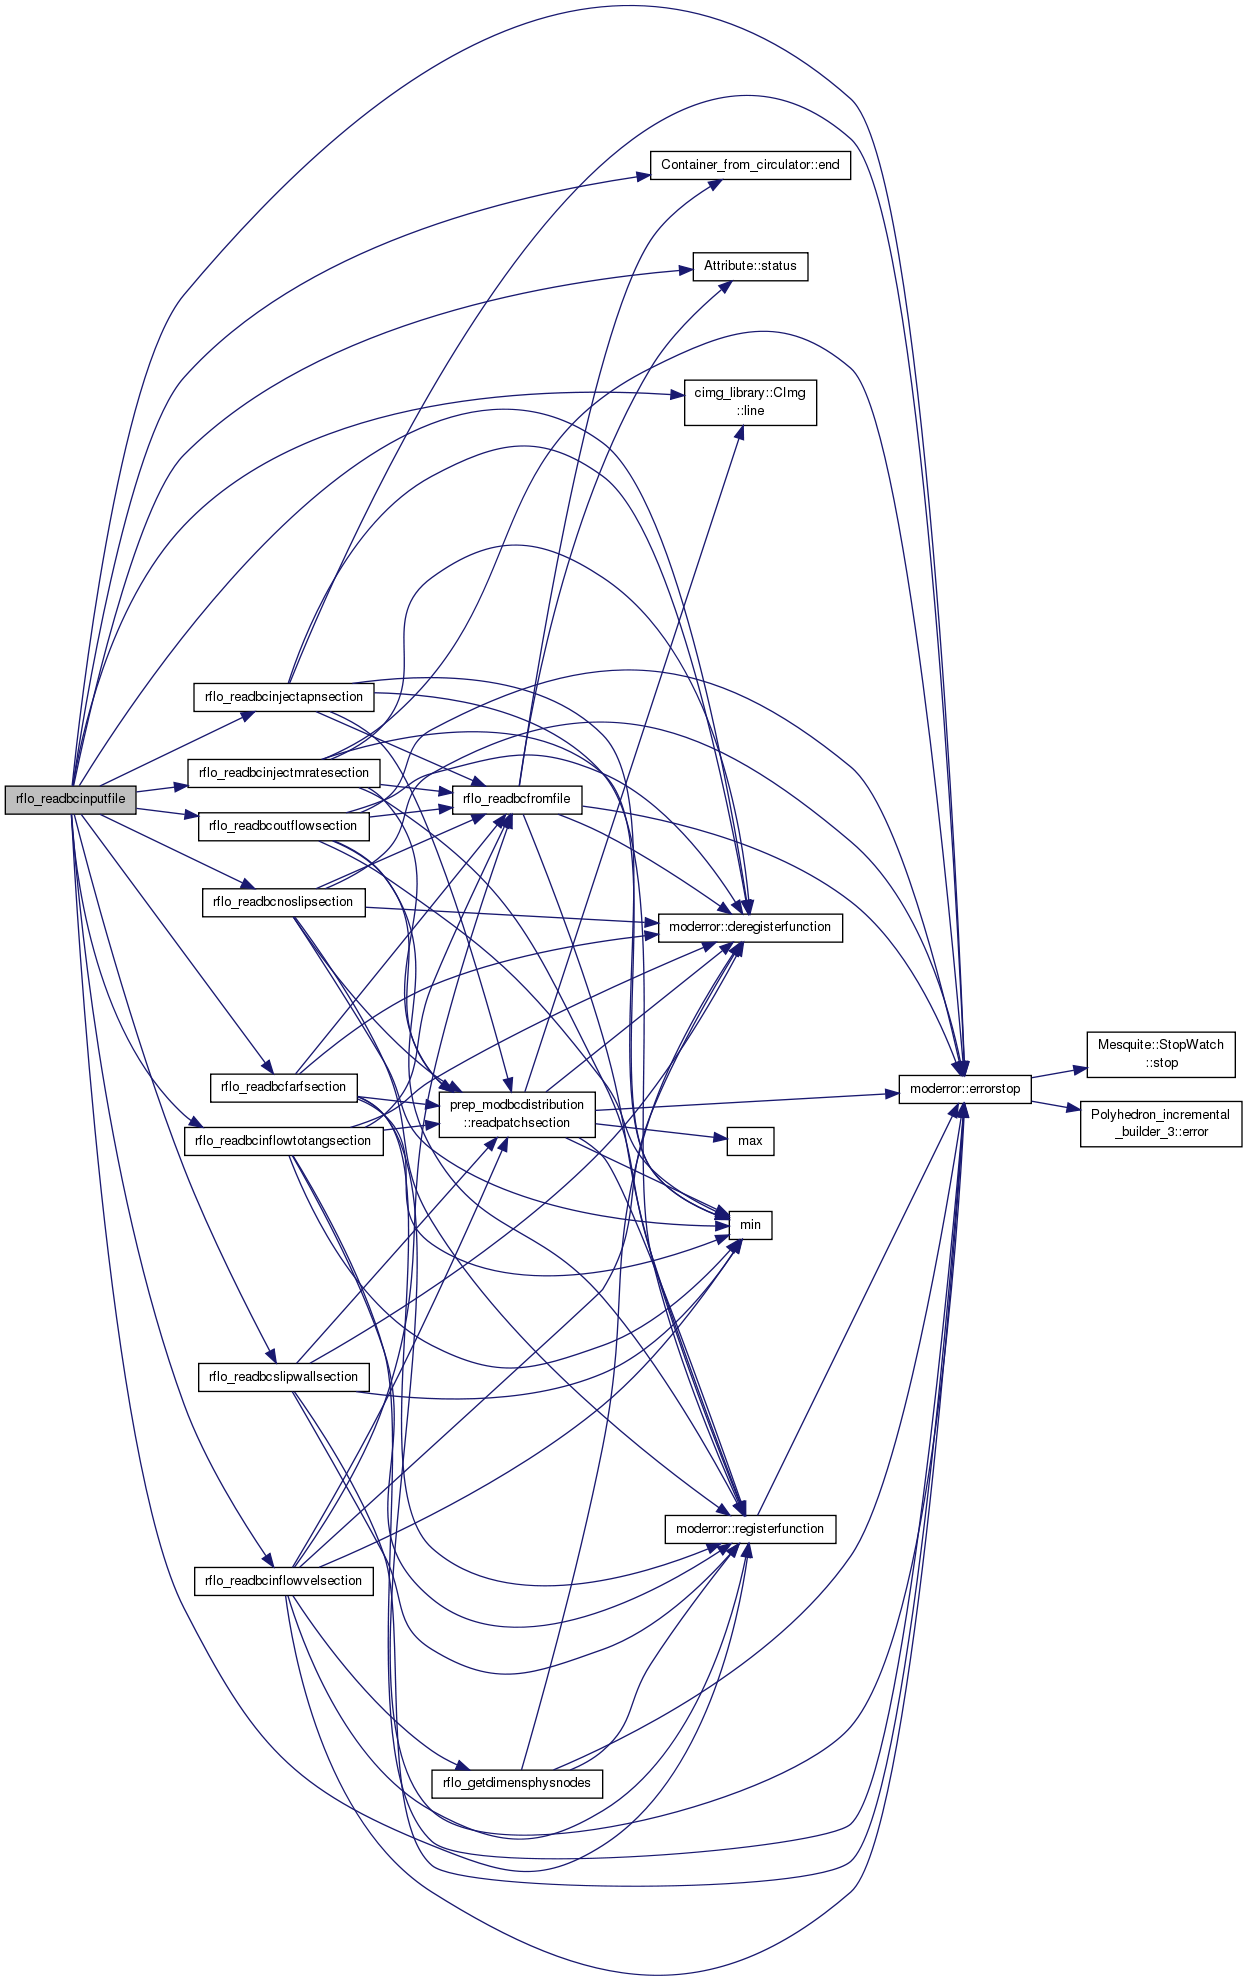 Container_from_circulator::end
Attribute::status
cimg_library::CImg
::line
rflo_readbcinjectapnsection
rflo_readbcinjectmratesection
rflo_readbcinputfile
rflo_readbcfromfile
rflo_readbcoutflowsection
rflo_readbcnoslipsection
moderror::deregisterfunction
Mesquite::StopWatch
::stop
rflo_readbcfarfsection
moderror::errorstop
prep_modbcdistribution
::readpatchsection
Polyhedron_incremental
_builder_3::error
rflo_readbcinflowtotangsection
max
min
rflo_readbcslipwallsection
moderror::registerfunction
rflo_readbcinflowvelsection
rflo_getdimensphysnodes